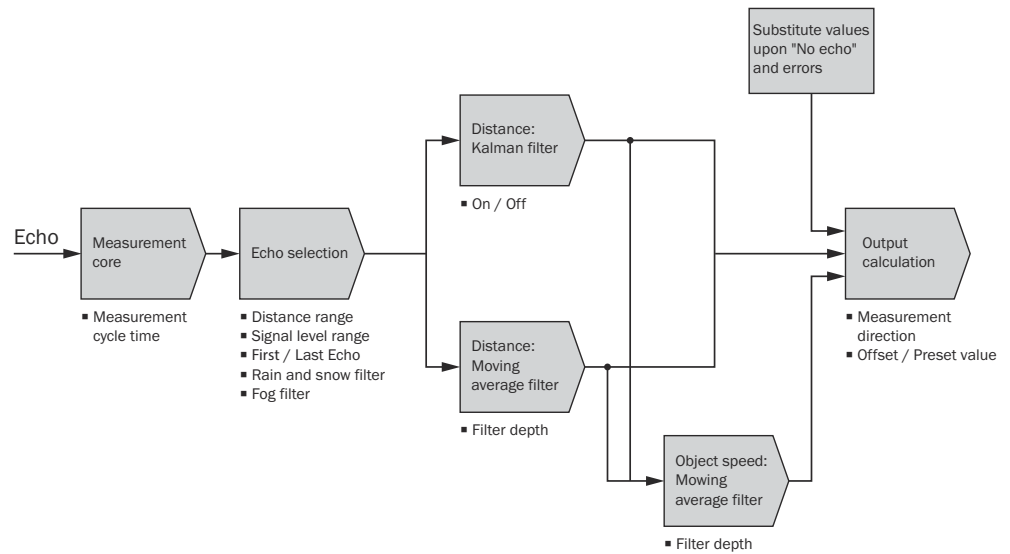 Substitute values
upon "No echo"
and errors
Distance:
Kalman filter
▪ On / Off
Echo
Measurement
core
▪ Measurement
cycle time
Echo selection
▪ Distance range
▪ Signal level range
▪ First / Last Echo
▪ Rain and snow filter
▪ Fog filter
Output
calculation
▪ Measurement
direction
▪ Offset / Preset value
Distance:
Moving
average filter
▪ Filter depth
Object speed:
Mowing
average filter
▪ Filter depth